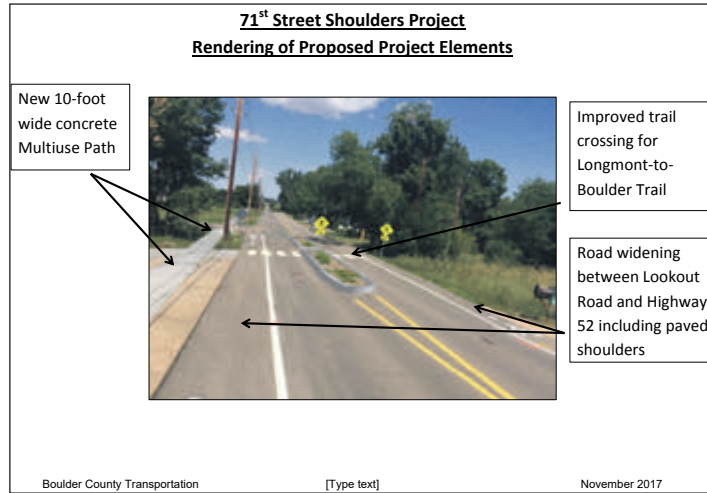 71st Street Shoulders Project
Rendering of Proposed Project Elements
New 10-foot
wide concrete
Multiuse Path
Improved trail
crossing for
Longmont-to-
Boulder Trail
Road widening
between Lookout
Road and Highway
52 including paved
shoulders
Boulder County Transportation
[Type text]
November 2017